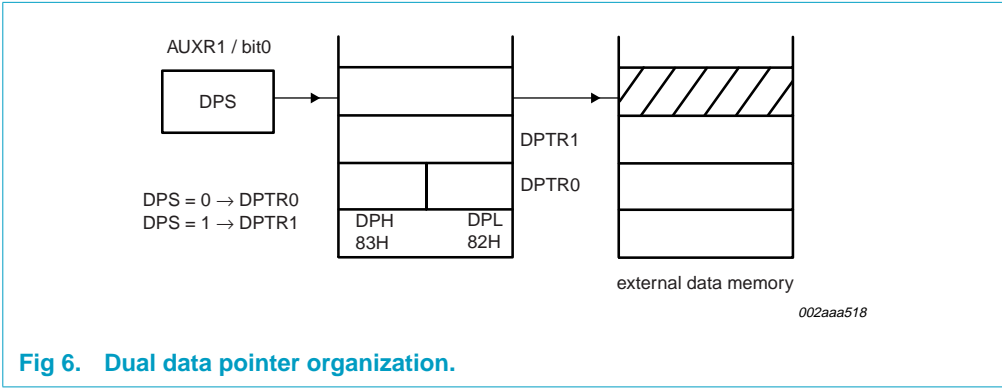 AUXR1 / bit0
DPS
DPTR1
DPTR0
DPS = 0 → DPTR0
DPS = 1 → DPTR1
DPH DPL
83H 82H
external data memory
002aaa518
Fig 6. Dual data pointer organization.